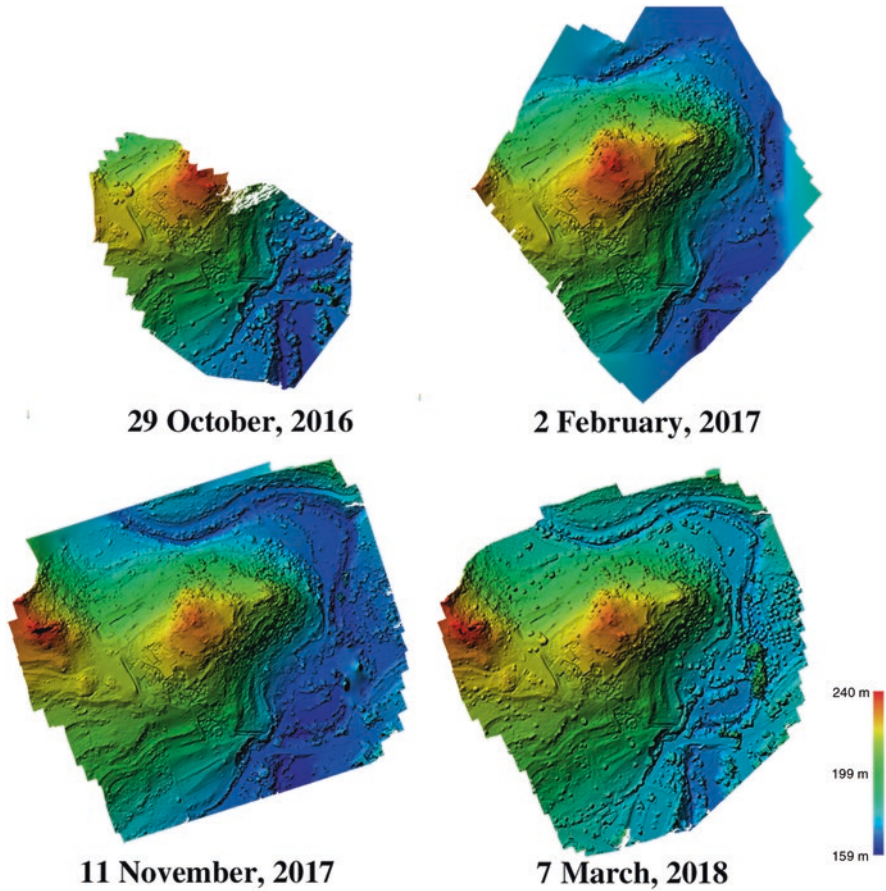 29 October, 2016
2 February, 2017
11 November, 2017
7 March, 2018
240 m
199 m
159 m